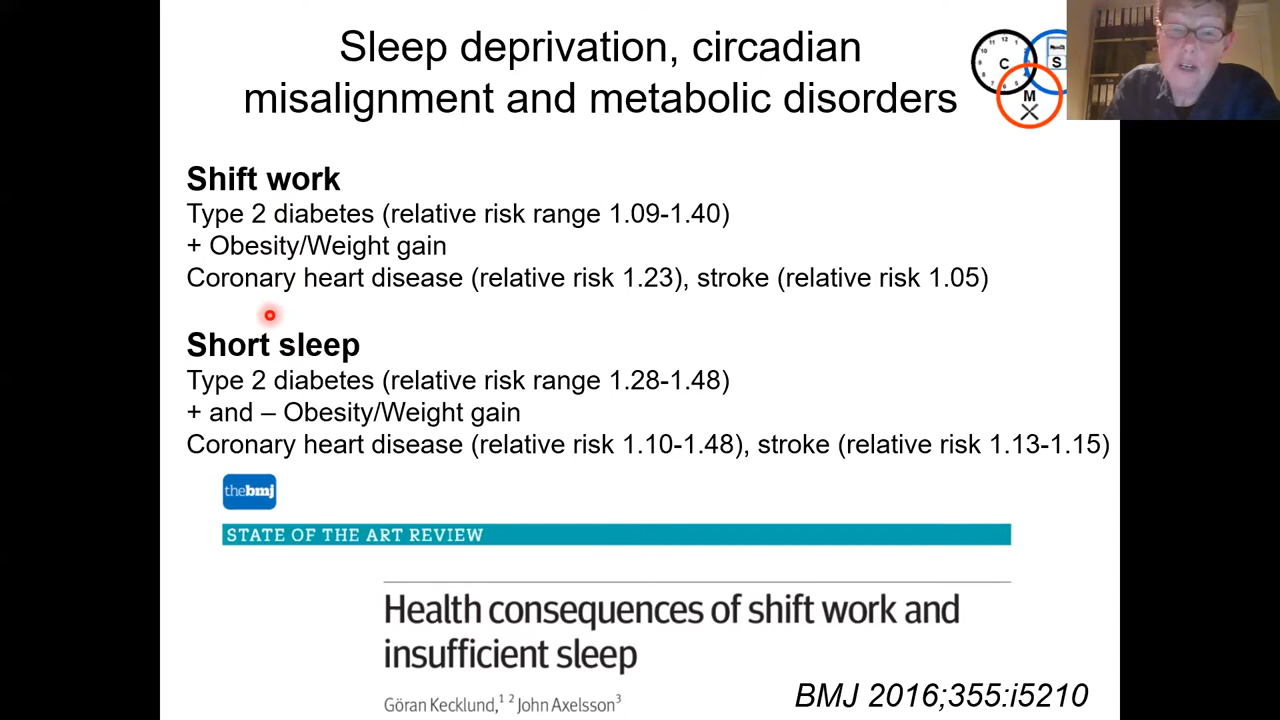 Sleep deprivation, circadian
misalignment and metabolic disorders
C
S
M
Shift work
Type 2 diabetes (relative risk range 1.09-1.40)
+ Obesity/Weight gain
Coronary heart disease (relative risk 1.23), stroke (relative risk 1.05)
Short sleep
Type 2 diabetes (relative risk range 1.28-1.48)
+ and – Obesity/Weight gain
Coronary heart disease (relative risk 1.10-1.48), stroke (relative risk 1.13-1.15)
thebmj
STATE OF THE ART REVIEW
Health consequences of shift work and
insufficient sleep
Göran Kecklund,1 2 John Axelsson3
BMJ 2016;355:i5210